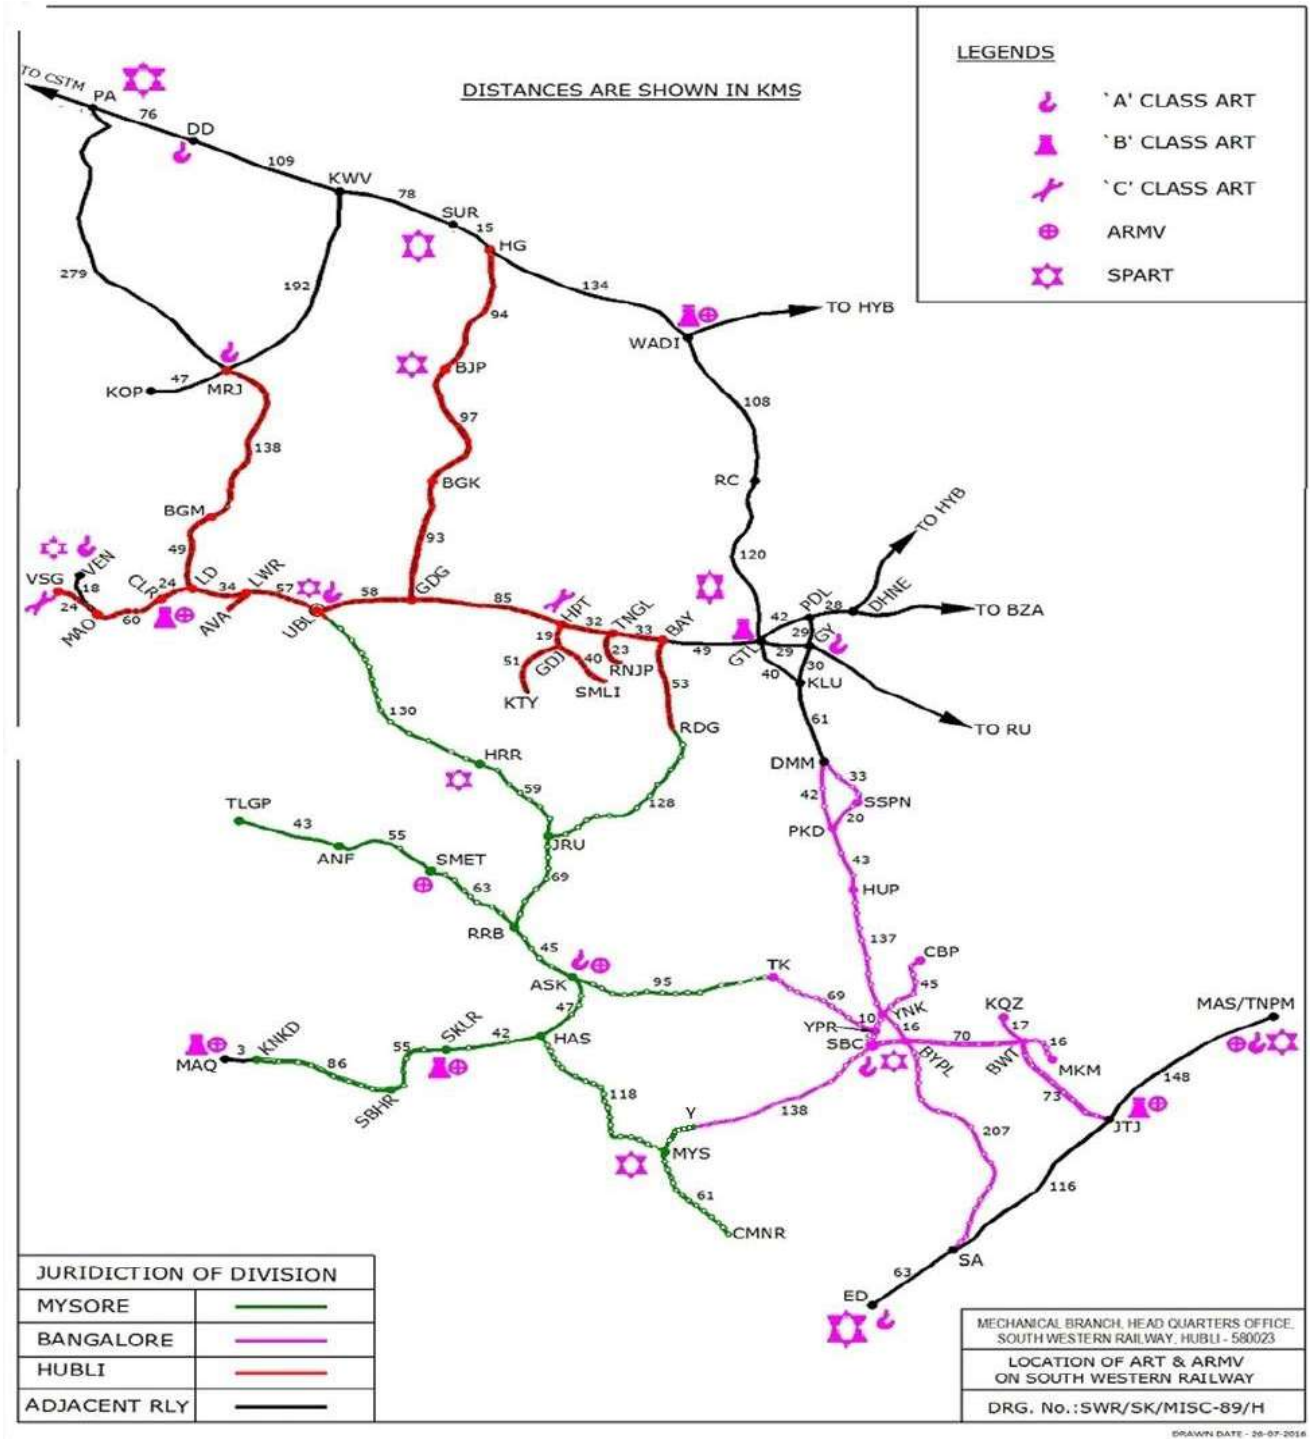 TO CSTM
PA
76
DD
109
KWV
78
SUR
15
HG
134
WADI
TO HYB
DISTANCES ARE SHOWN IN KMS
LEGENDS
`A' CLASS ART
`B' CLASS ART
`C' CLASS ART
ARMV
SPART
279
192
94
KOP
47
MRJ
BJP
97
BGK
138
BGM
49
93
108
RC
120
TO HYB
VSG
24
VEN
18
MAO
60
CLR
24
LD
34
AVA
LWR
57
UBL
58
GDG
85
HPT
32
TNGL
33
BAY
49
GTL
42
PDL
28
DHNE
TO BZA
29
29
GY
30
40
KLU
TO RU
19
GDJ
51
KTY
40
SMLI
23
RNJP
53
RDG
61
DMM
33
42
SSPN
20
PKD
43
HUP
137
130
HRR
59
128
JRU
69
TLGP
43
ANF
55
SMET
63
RRB
45
ASK
95
TK
69
47
HAS
CBP
45
YNK
10
YPR
16
SBC
BYPL
70
KQZ
17
BWT
16
MKM
73
MAS/TNPM
148
JTJ
MAQ
3
KNKD
86
SBHR
55
SKLR
42
118
Y
138
MYS
61
CMNR
207
116
SA
63
ED
JURIDICTION OF DIVISION
MYSORE
BANGALORE
HUBLI
ADJACENT RLY
MECHANICAL BRANCH, HEAD QUARTERS OFFICE,
SOUTH WESTERN RAILWAY, HUBLI - 580023
LOCATION OF ART & ARMV
ON SOUTH WESTERN RAILWAY
DRG. No.:SWR/SK/MISC-89/H
DRAWN DATE - 26-07-2016